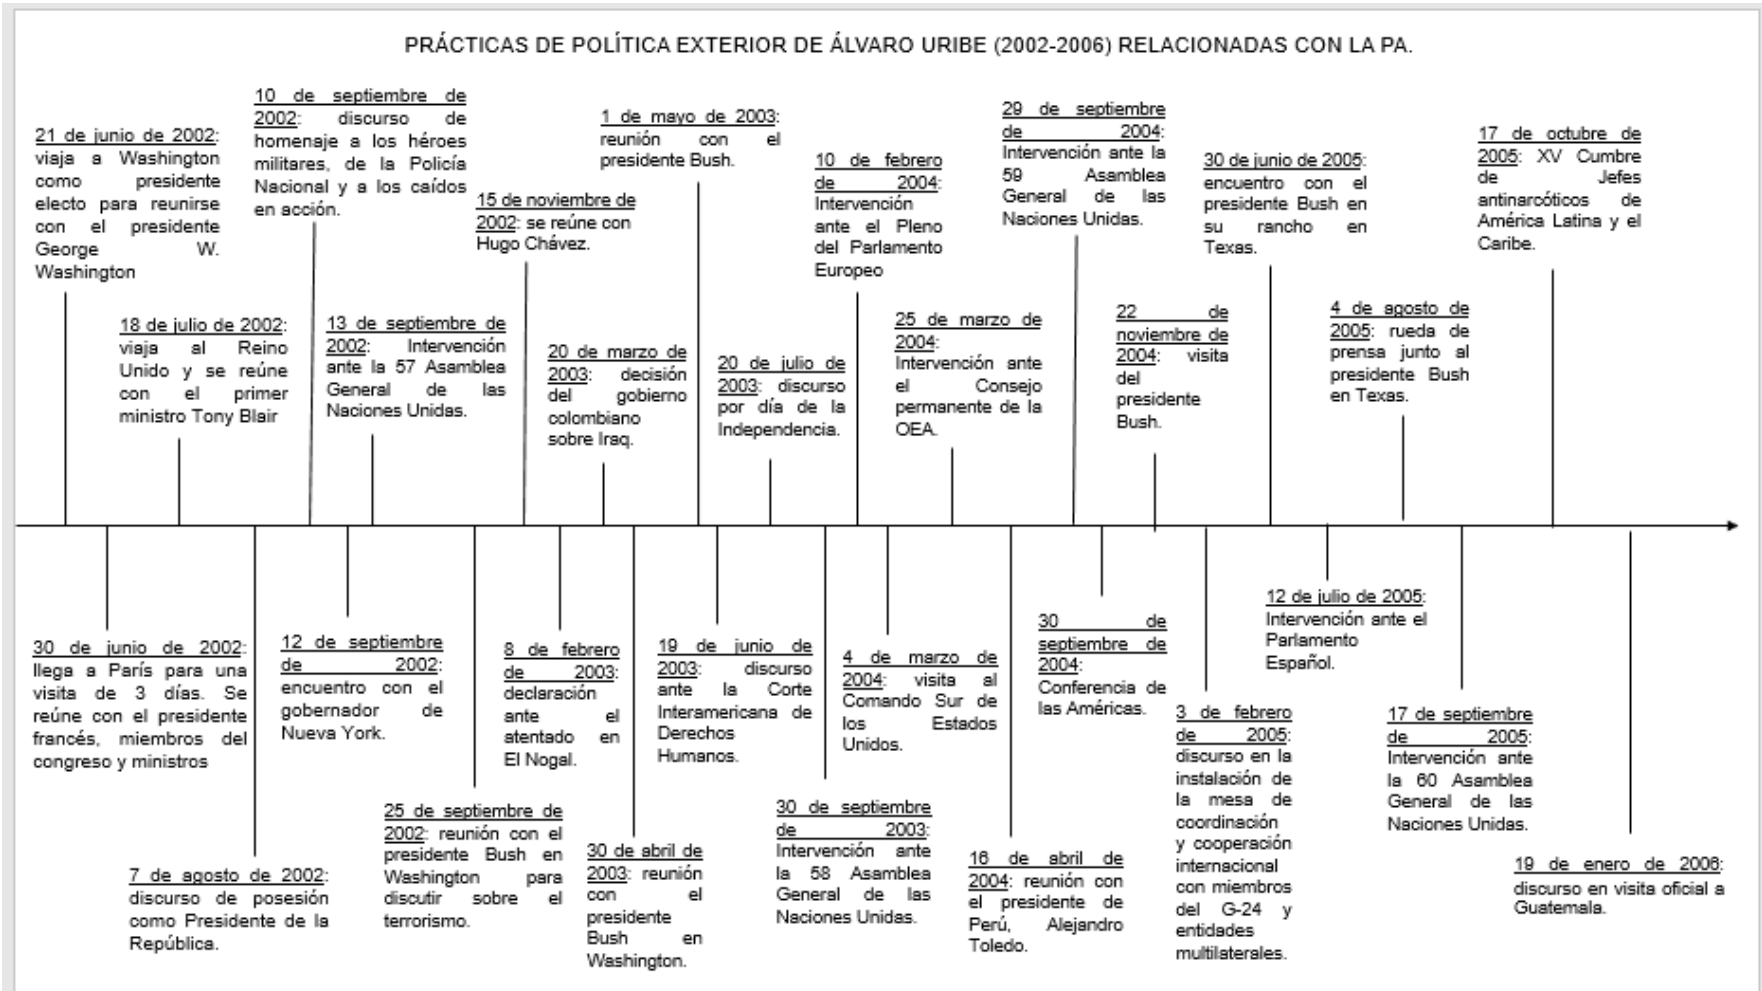 PRÁCTICAS DE POLÍTICA EXTERIOR DE ÁLVARO URIBE (2002-2006) RELACIONADAS CON LA PA.
21 de junio de 2002:
viaja a Washington
como presidente
electo para reunirse
con el presidente
George W.
Washington
10 de septiembre de
2002: discurso de
homenaje a los héroes
militares, de la Policía
Nacional y a los caídos
en acción.
15 de noviembre de
2002: se reúne con
Hugo Chávez.
1 de mayo de 2003:
reunión con el
presidente Bush.
10 de febrero
de 2004:
Intervención
ante el Pleno
del Parlamento
Europeo
29 de septiembre
de 2004:
Intervención ante la
59 Asamblea
General de las
Naciones Unidas.
30 de junio de 2005:
encuentro con el
presidente Bush en
su rancho en
Texas.
17 de octubre de
2005: XV Cumbre
de Jefes
antinarcóticos de
América Latina y el
Caribe.
18 de julio de 2002:
viaja al Reino
Unido y se reúne
con el primer
ministro Tony Blair
13 de septiembre de
2002: Intervención
ante la 57 Asamblea
General de las
Naciones Unidas.
20 de marzo de
2003: decisión
del gobierno
colombiano
sobre Iraq.
20 de julio de
2003: discurso
por día de la
Independencia.
25 de marzo de
2004:
Intervención ante
el Consejo
permanente de la
OEA.
22 de
noviembre de
2004: visita
del
presidente
Bush.
4 de agosto de
2005: rueda de
prensa junto al
presidente Bush
en Texas.
30 de junio de 2002:
llega a París para una
visita de 3 días. Se
reúne con el presidente
francés, miembros del
congreso y ministros
12 de septiembre
de 2002:
encuentro con el
gobernador de
Nueva York.
8 de febrero
de 2003:
declaración
ante el
atentado en
El Nogal.
19 de junio de
2003: discurso
ante la Corte
Interamericana de
Derechos
Humanos.
4 de marzo de
2004: visita al
Comando Sur de
los Estados
Unidos.
30 de
septiembre de
2004:
Conferencia de
las Américas.
12 de julio de 2005:
Intervención ante el
Parlamento
Español.
3 de febrero
de 2005:
discurso en la
instalación de
la mesa de
coordinación
y cooperación
internacional
con miembros
del G-24 y
entidades
multilaterales.
17 de septiembre
de 2005:
Intervención ante
la 60 Asamblea
General de las
Naciones Unidas.
7 de agosto de 2002:
discurso de posesión
como Presidente de la
República.
25 de septiembre de
2002: reunión con el
presidente Bush en
Washington para
discutir sobre el
terrorismo.
30 de abril de
2003: reunión
con el
presidente
Bush en
Washington.
30 de septiembre
de 2003:
Intervención ante
la 58 Asamblea
General de las
Naciones Unidas.
16 de abril de
2004: reunión con
el presidente de
Perú, Alejandro
Toledo.
19 de enero de 2006:
discurso en visita oficial a
Guatemala.